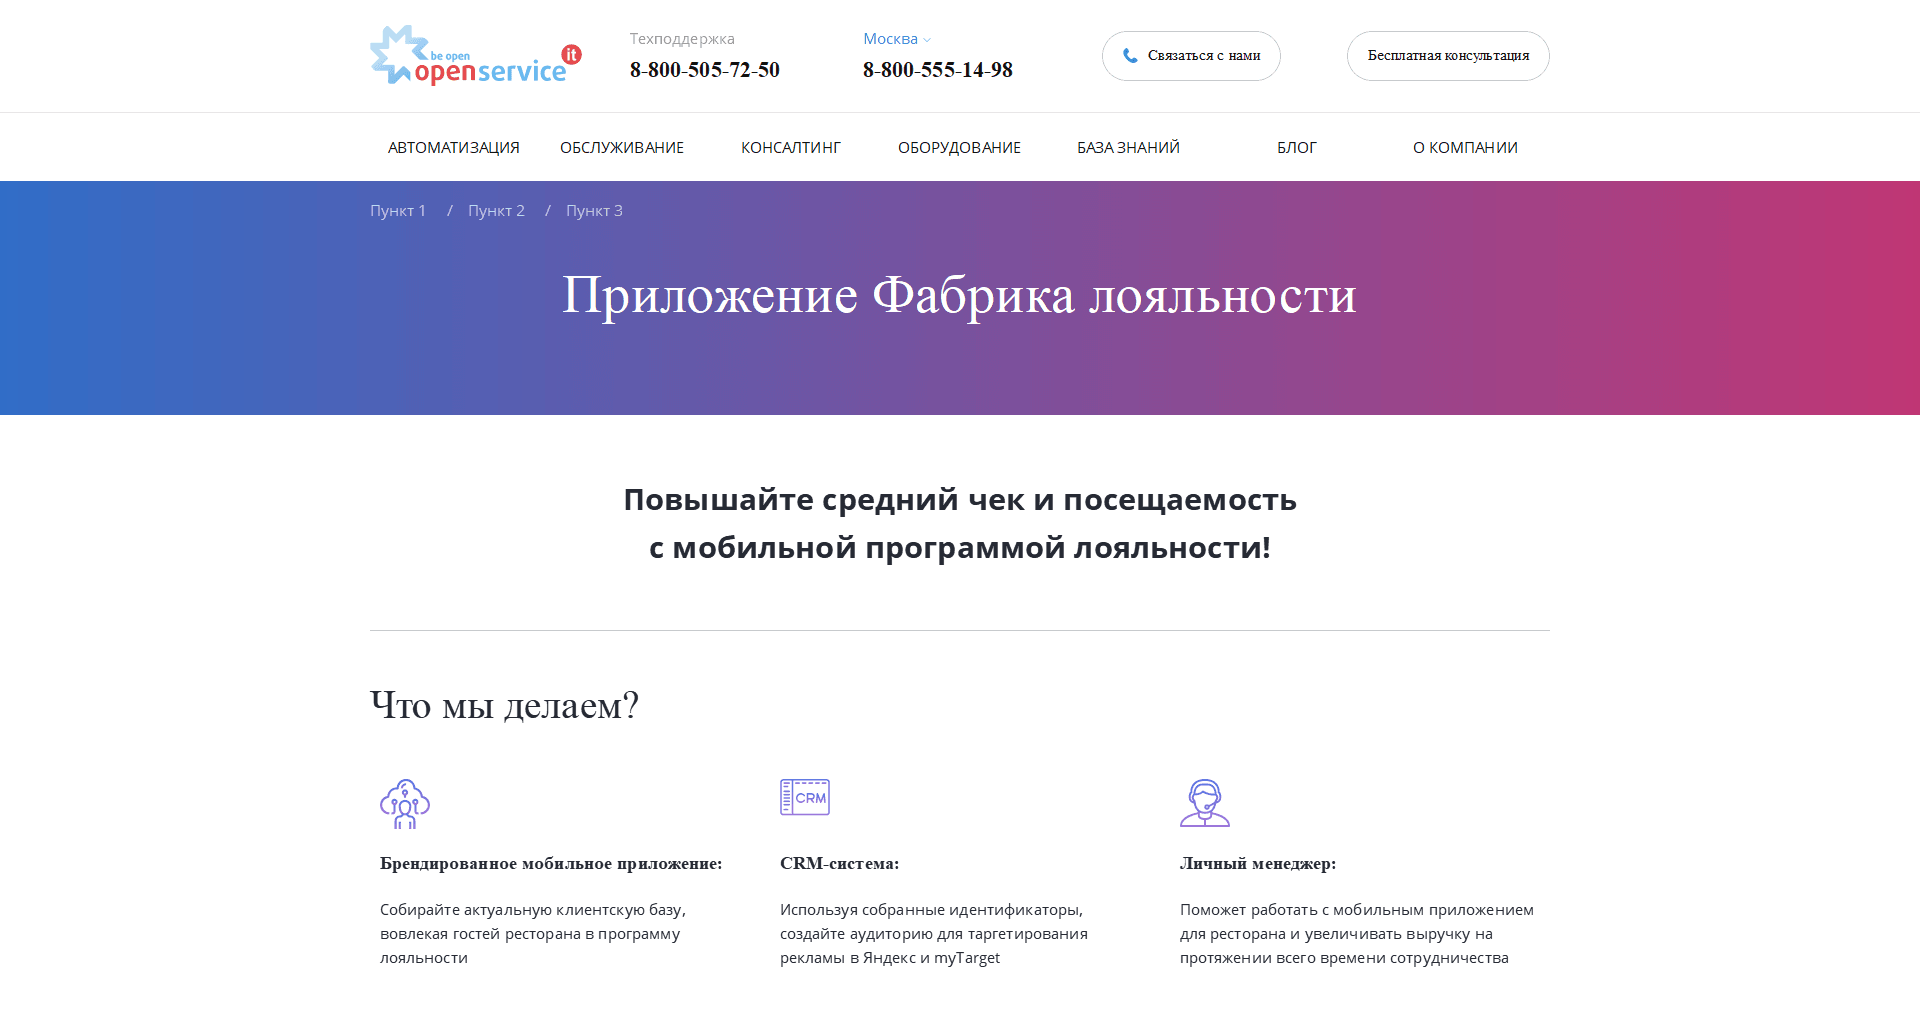 be open
openservice it
Техподдержка
8-800-505-72-50
Москва
8-800-555-14-98
Связаться с нами
Бесплатная консультация
АВТОМАТИЗАЦИЯ ОБСЛУЖИВАНИЕ КОНСАЛТИНГ ОБОРУДОВАНИЕ БАЗА ЗНАНИЙ БЛОГ О КОМПАНИИ
Пункт 1 / Пункт 2 / Пункт 3
Приложение Фабрика лояльности
Повышайте средний чек и посещаемость
с мобильной программой лояльности!
Что мы делаем?
Брендированное мобильное приложение:
Собирайте актуальную клиентскую базу,
вовлекая гостей ресторана в программу
лояльности
CRM
CRM-система:
Используя собранные идентификаторы,
создайте аудиторию для таргетирования
рекламы в Яндекс и myTarget
Личный менеджер:
Поможет работать с мобильным приложением
для ресторана и увеличивать выручку на
протяжении всего времени сотрудничества